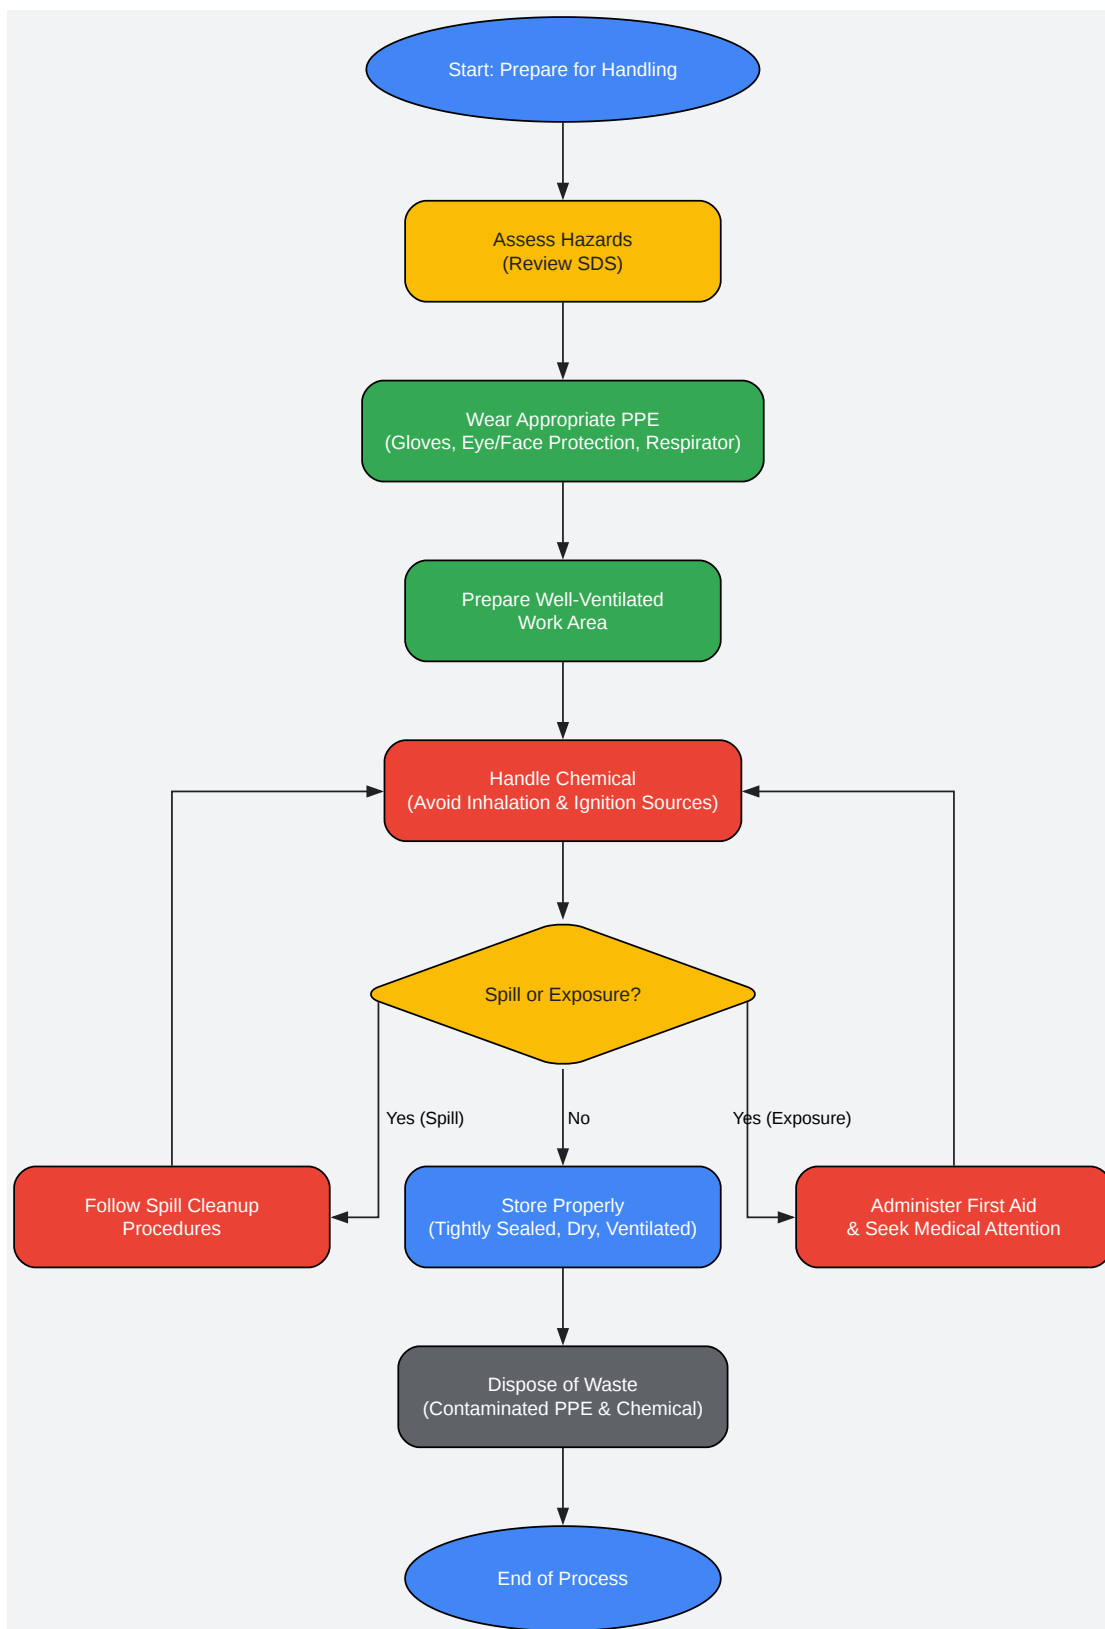 Start: Prepare for Handling
Assess Hazards
(Review SDS)
Wear Appropriate PPE
(Gloves, Eye/Face Protection, Respirator)
Prepare Well-Ventilated
Work Area
Handle Chemical
(Avoid Inhalation & Ignition Sources)
Spill or Exposure?
Yes (Spill)
No
Yes (Exposure)
Follow Spill Cleanup
Procedures
Store Properly
(Tightly Sealed, Dry, Ventilated)
Administer First Aid
& Seek Medical Attention
Dispose of Waste
(Contaminated PPE & Chemical)
End of Process